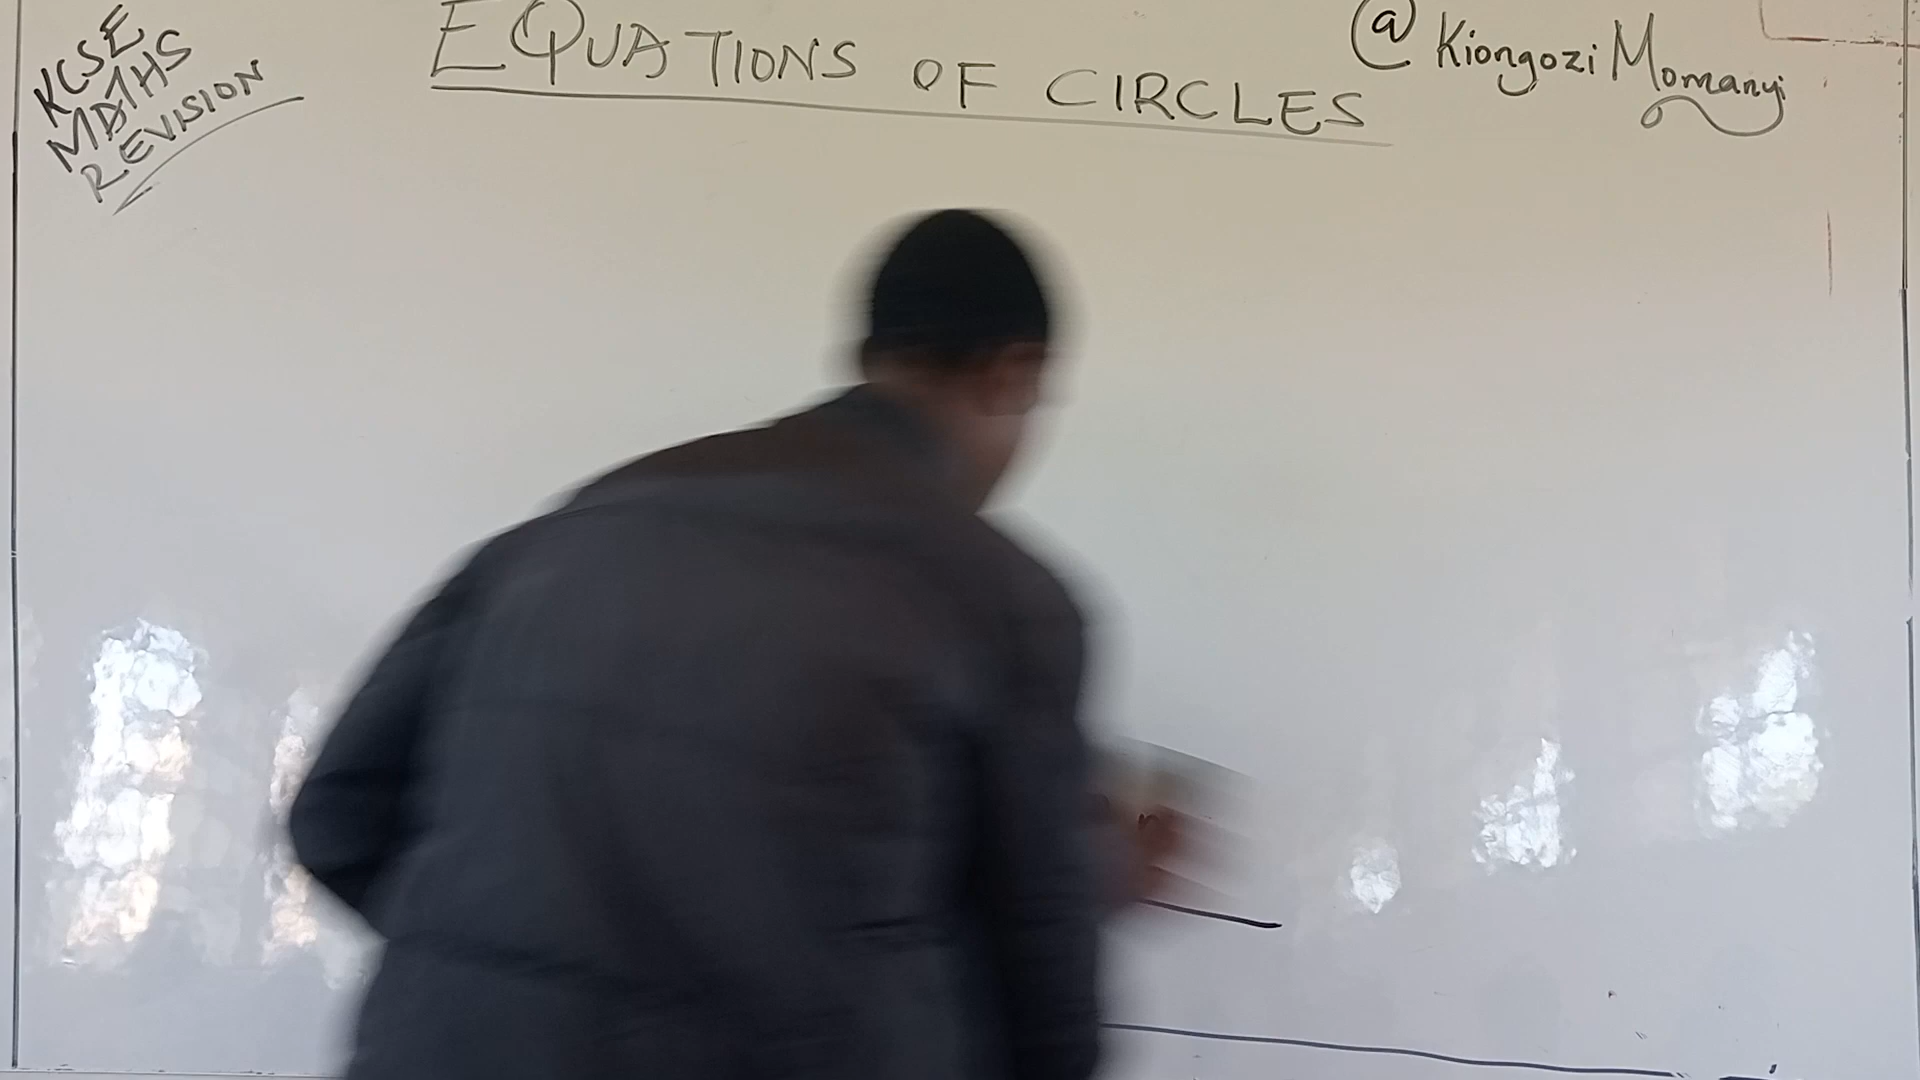 KCSE
MATHS
REVISION
EQUATIONS OF CIRCLES
@ Kiongozi Momanyi